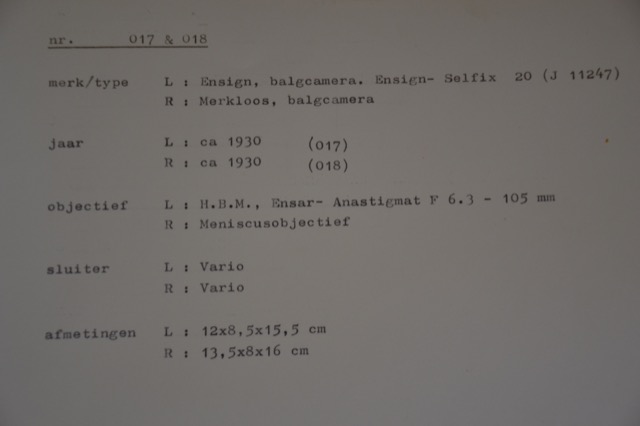 nr. 017 & 018
merk/type L : Ensign, balgcamera. Ensign- Selfix 20 (J 11247)
R : Merkloos, balgcamera
jaar L : ca 1930 (017)
R : ca 1930 (018)
objectief L : H.B.M., Ensar- Anastigmat F 6.3 - 105 mm
R : Meniscusobjectief
sluiter L : Vario
R : Vario
afmetingen L : 12x8,5x15,5 cm
R : 13,5x8x16 cm